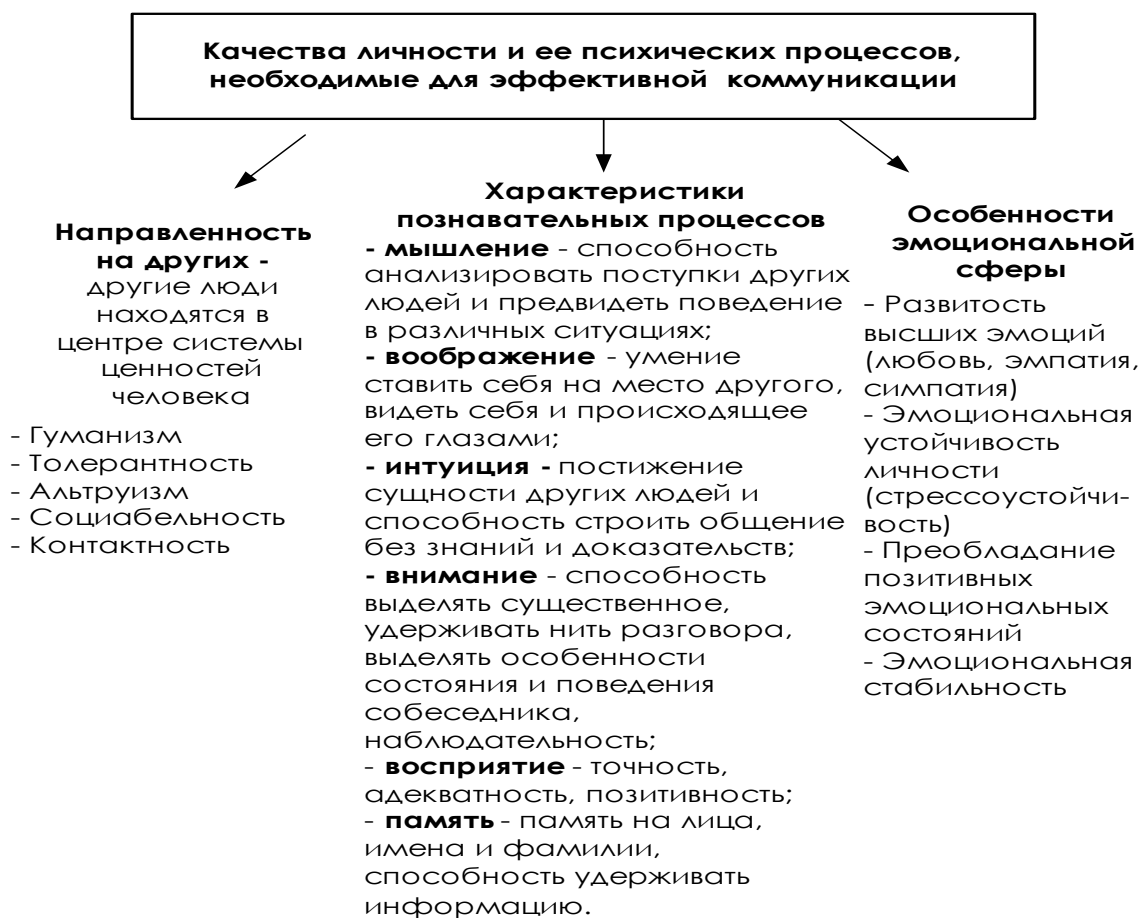 Качества личности и ее психических процессов,
необходимые для эффективной коммуникации
Направленность
на других -
другие люди
находятся в
центре системы
ценностей
человека
- Гуманизм
- Толерантность
- Альтруизм
- Социабельность
- Контактность
Характеристики
познавательных процессов
- мышление - способность
анализировать поступки других
людей и предвидеть поведение
в различных ситуациях;
- воображение - умение
ставить себя на место другого,
видеть себя и происходящее
его глазами;
- интуиция - постижение
сущности других людей и
способность строить общение
без знаний и доказательств;
- внимание - способность
выделять существенное,
удерживать нить разговора,
выделять особенности
состояния и поведения
собеседника,
наблюдательность;
- восприятие - точность,
адекватность, позитивность;
- память - память на лица,
имена и фамилии,
способность удерживать
информацию.
Особенности
эмоциональной
сферы
- Развитость
высших эмоций
(любовь, эмпатия,
симпатия)
- Эмоциональная
устойчивость
личности
(стрессоустойчи-
вость)
- Преобладание
позитивных
эмоциональных
состояний
- Эмоциональная
стабильность